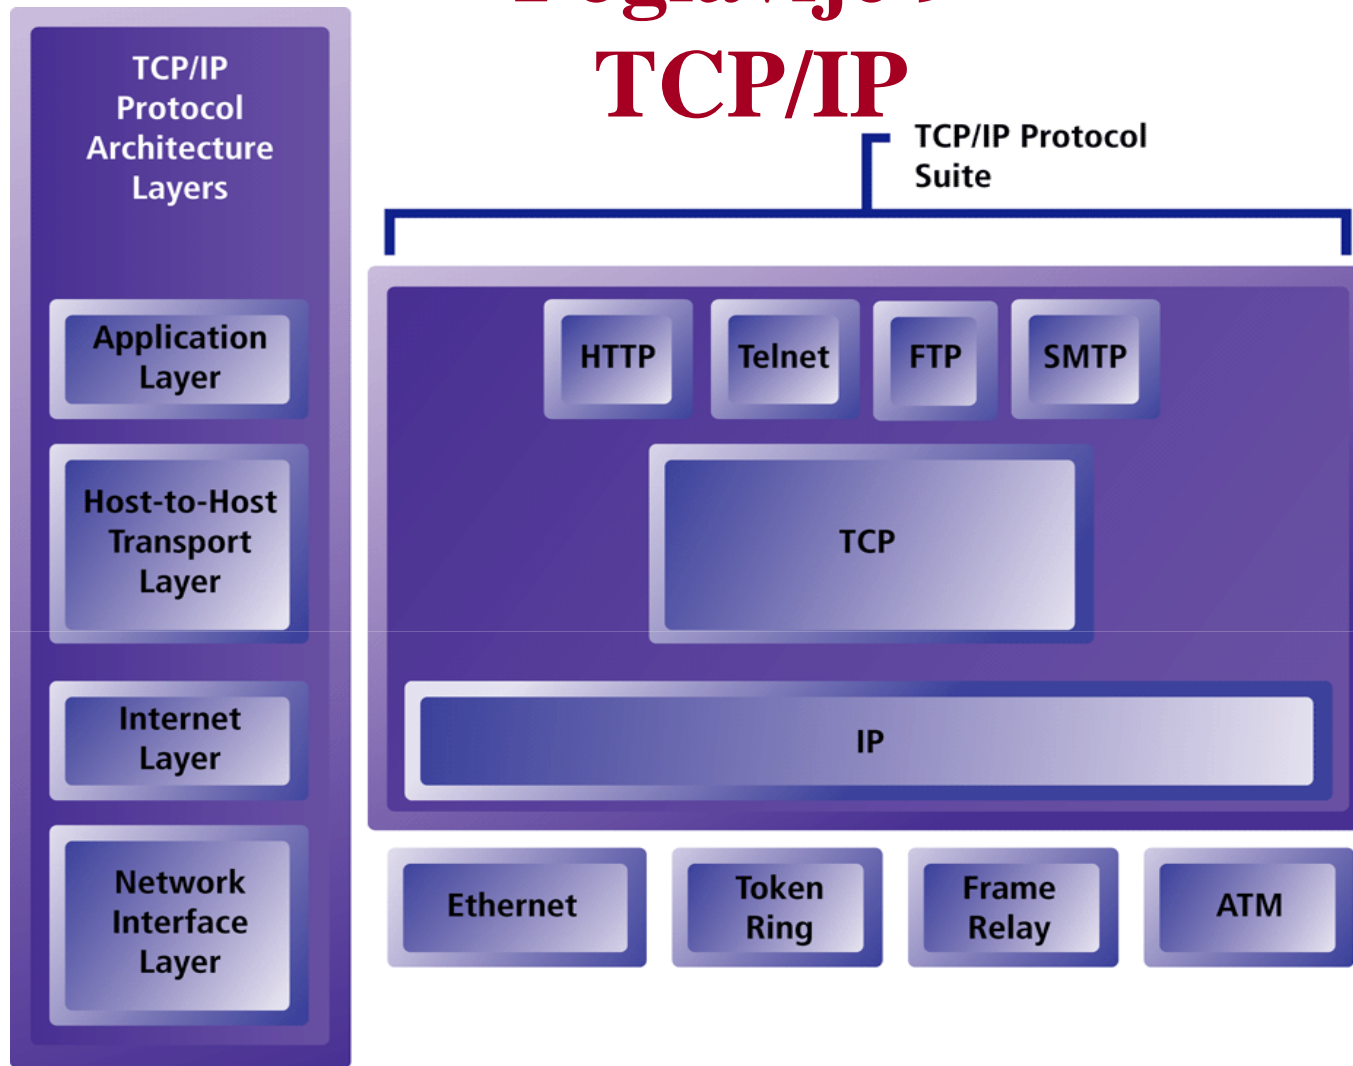 TCP/IP
TCP/IP
Protocol
Architecture
Layers
TCP/IP Protocol
Suite
Application
Layer
HTTP
Telnet
FTP
SMTP
Host-to-Host
Transport
Layer
TCP
Internet
Layer
IP
Network
Interface
Layer
Ethernet
Token
Ring
Frame
Relay
ATM